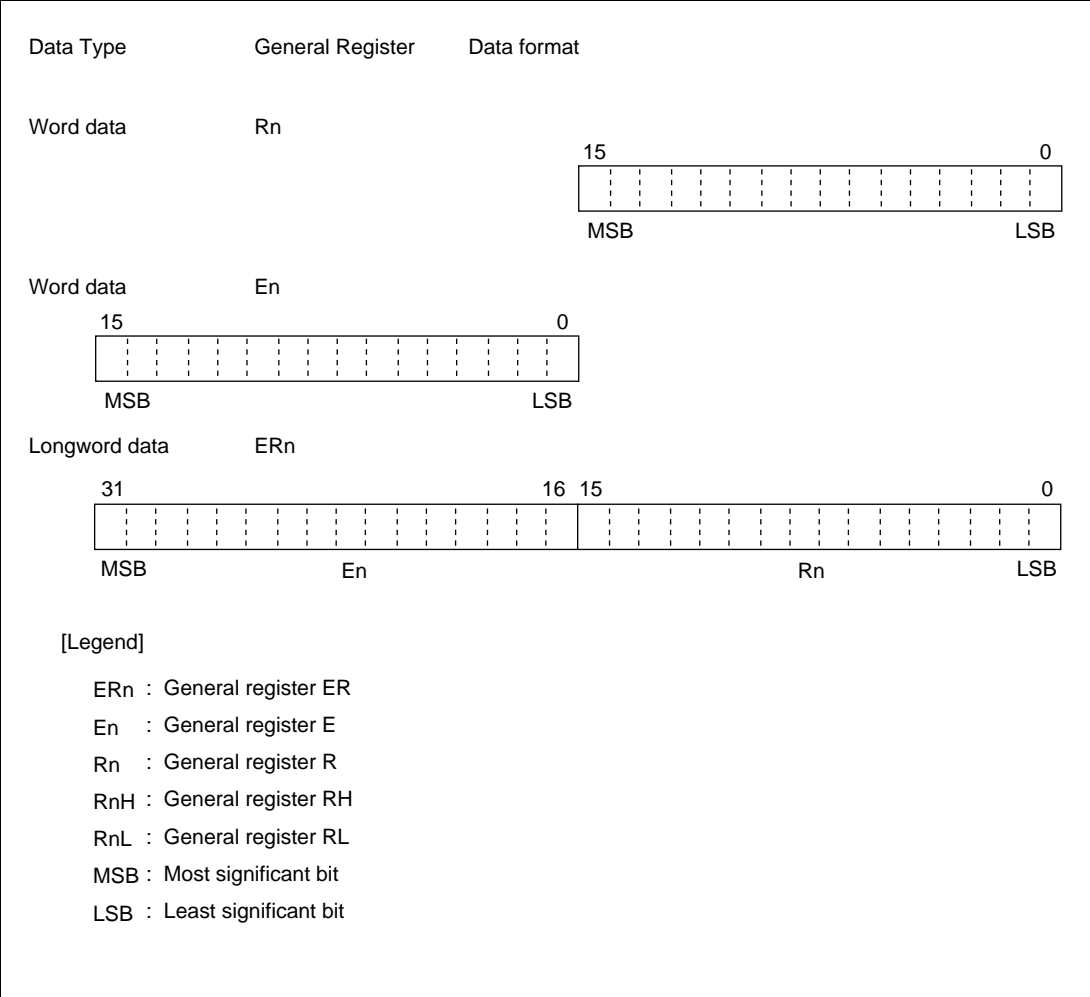 Data Type General Register Data format
Word data Rn
15 0
MSB LSB
Word data En
15 0
MSB LSB
Longword data ERn
31 16 15 0
MSB En Rn LSB
[Legend]
ERn : General register ER
En : General register E
Rn : General register R
RnH : General register RH
RnL : General register RL
MSB : Most significant bit
LSB : Least significant bit